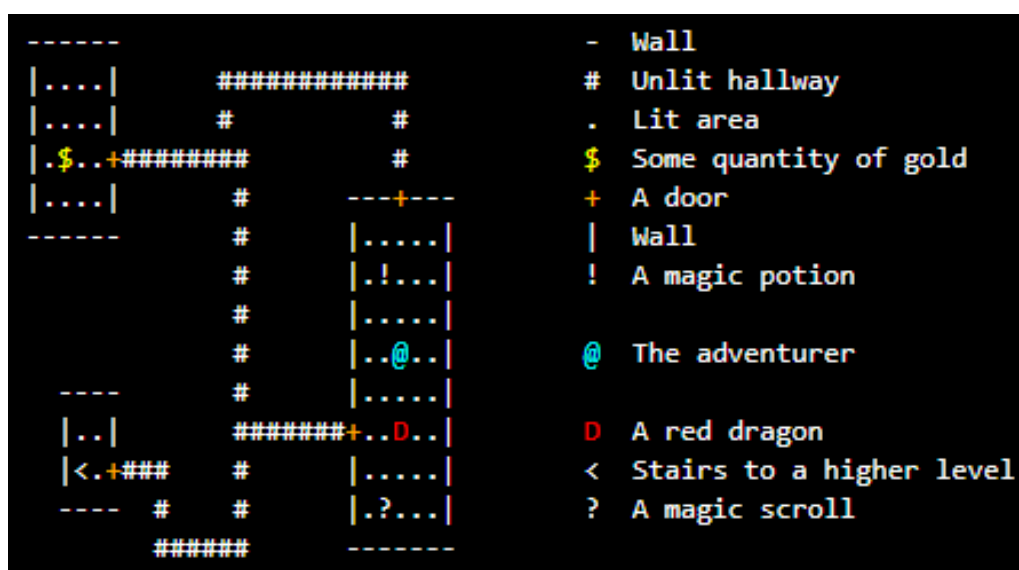 ------                              -  Wall
|....|      ############            #  Unlit hallway
|....|      #          #            .  Lit area
|.$..+########         #            $  Some quantity of gold
|....|       #      ---+---         +  A door
------       #      |.....|         |  Wall
             #      |.!...|         !  A magic potion
             #      |.....|
             #      |..@..|         @  The adventurer
  ----       #      |.....|
  |..|       #######+..D..|         D  A red dragon
  |<.+###    #      |.....|         <  Stairs to a higher level
  ----  #    #      |.?...|         ?  A magic scroll
        ######      -------